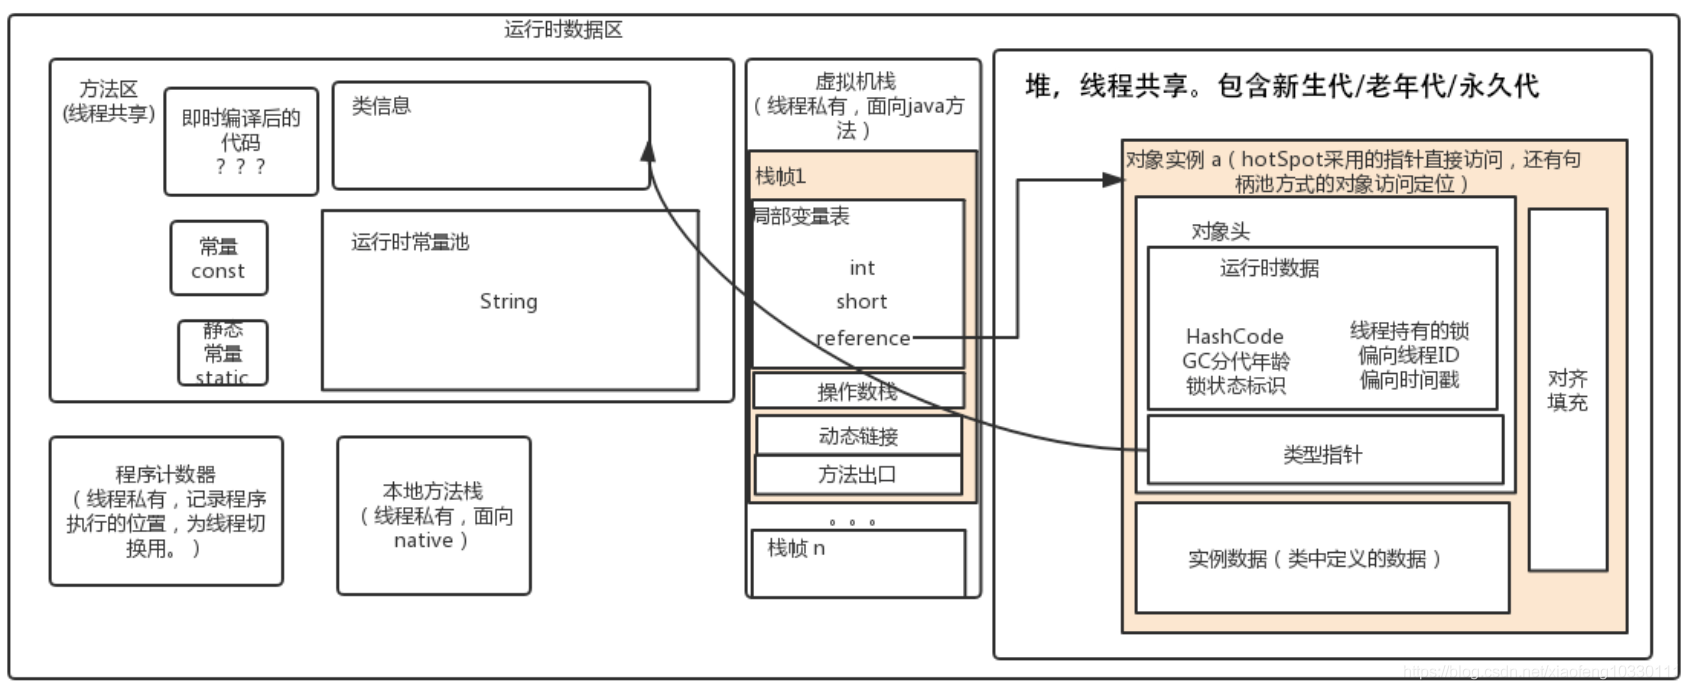 运行时数据区
方法区
(线程共享)
即时编译后的
代码
？？？
类信息
常量
const
静态
常量
static
运行时常量池
String
程序计数器
（线程私有，记录程序
执行的位置，为线程切
换用。）
本地方法栈
（线程私有，面向
native）
虚拟机栈
（线程私有，面向java方
法）
栈帧1
局部变量表
int
short
reference
操作数栈
动态链接
方法出口
。。。
栈帧 n
堆，线程共享。包含新生代/老年代/永久代
对象实例 a（hotSpot采用的指针直接访问，还有句
柄池方式的对象访问定位）
对象头
运行时数据
HashCode
GC分代年龄
锁状态标识
线程持有的锁
偏向线程ID
偏向时间戳
类型指针
实例数据（类中定义的数据）
对齐
填充